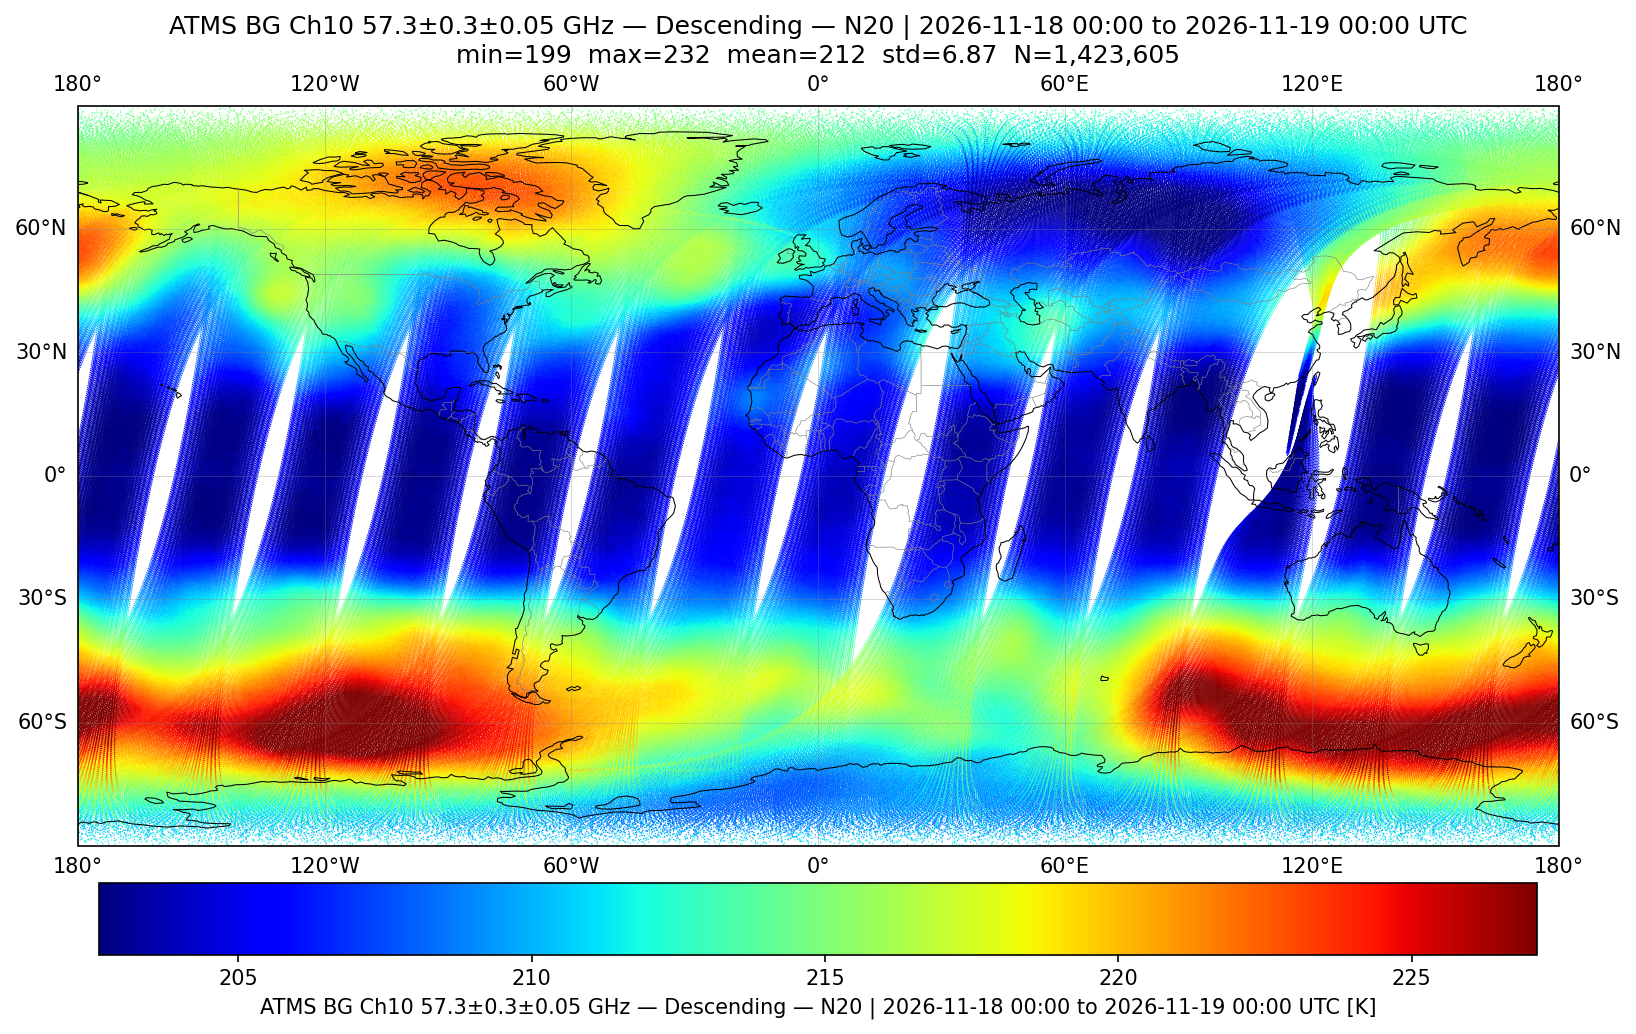 ATMS BG Ch10 57.3±0.3±0.05 GHz — Descending — N20 | 2026-11-18 00:00 to 2026-11-19 00:00 UTC
min=199 max=232 mean=212 std=6.87 N=1,423,605
180° 120°W 60°W 0° 60°E 120°E 180°
60°N 60°N
30°N 30°N
0° 0°
30°S 30°S
60°S 60°S
180° 120°W 60°W 0° 60°E 120°E 180°
205 210 215 220 225
ATMS BG Ch10 57.3±0.3±0.05 GHz — Descending — N20 | 2026-11-18 00:00 to 2026-11-19 00:00 UTC [K]